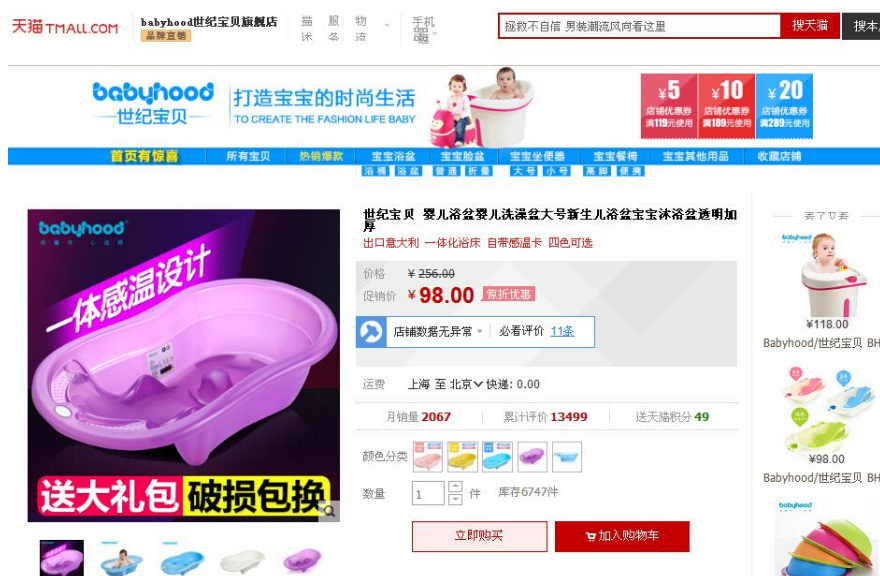 天猫TMALL.COM
babyhood世纪宝贝旗舰店
品牌直销
描 服 物
述 务 流
手机
拯救不自信 男装潮流风向看这里
搜天猫
搜本
babyhood
世纪宝贝
打造宝宝的时尚生活
TO CREATE THE FASHION LIFE BABY
¥5
店铺优惠券
满119元使用
¥10
店铺优惠券
满189元使用
¥20
店铺优惠券
满289元使用
首页有惊喜 所有宝贝 热销爆款 宝宝浴盆 宝宝脸盆 宝宝坐便器 宝宝餐椅 宝宝其他用品 收藏店铺
浴桶 浴盆 普通 折叠 大号 小号 高脚 便携
babyhood
一体感温设计
送大礼包 破损包换
世纪宝贝 婴儿浴盆婴儿洗澡盆大号新生儿浴盆宝宝沐浴盆透明加
厚
出口意大利 一体化浴床 自带感温卡 四色可选
价格 ¥256.00
促销价 ¥98.00 惊折优惠
店铺数据无异常 必看评价 11条
运费 上海 至 北京 快递: 0.00
月销量 2067 累计评价 13499 送天猫积分 49
颜色分类
数量 1 件 库存6747件
立即购买 加入购物车
看了又看
babyhood
¥118.00
Babyhood/世纪宝贝 BH
¥98.00
Babyhood/世纪宝贝 BH
babyhood